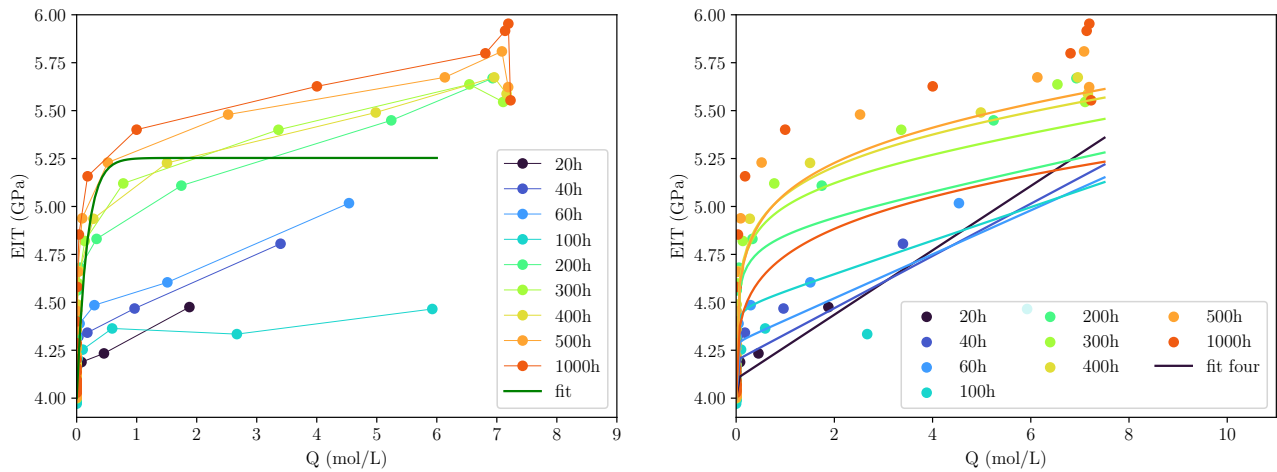 6.00
5.75
5.50
5.25
5.00
4.75
4.50
4.25
4.00
EIT (GPa)
0 1 2 3 4 5 6 7 8 9
Q (mol/L)
20h
40h
60h
100h
200h
300h
400h
500h
1000h
fit
6.00
5.75
5.50
5.25
5.00
4.75
4.50
4.25
4.00
EIT (GPa)
0 2 4 6 8 10
Q (mol/L)
20h 200h 500h
40h 300h 1000h
60h 400h fit four
100h